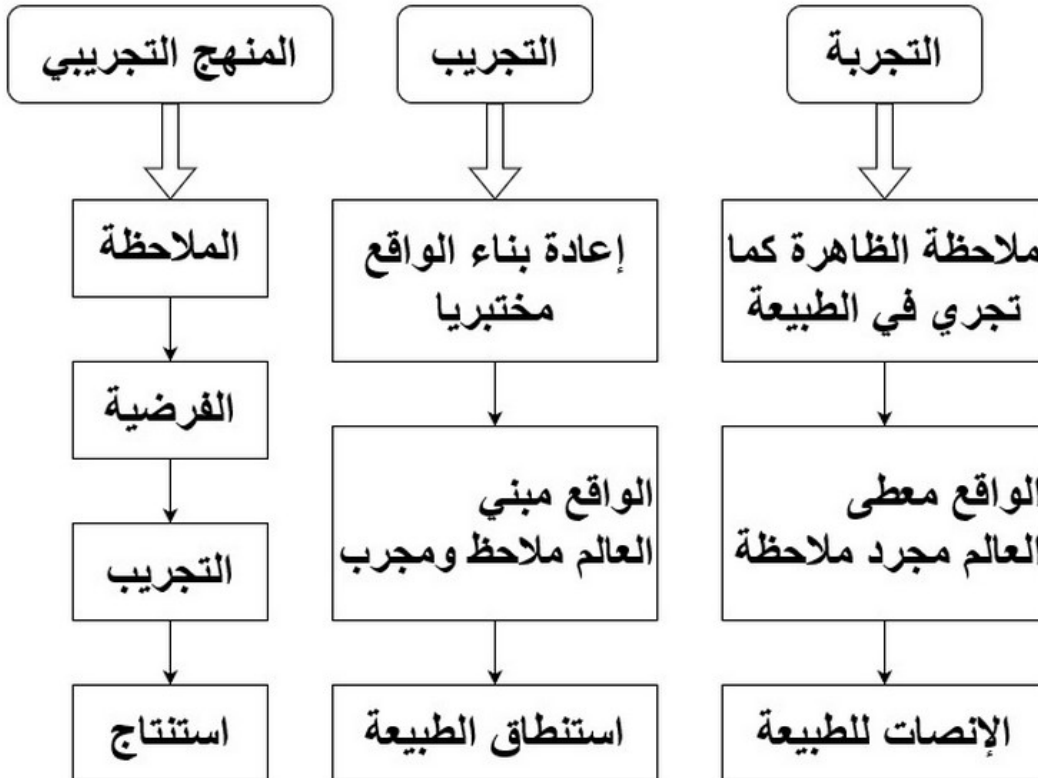 التجربة
ملاحظة الظاهرة كما
تجري في الطبيعة
الواقع معطى
العالم مجرد ملاحظة
الإنصات للطبيعة
التجريب
إعادة بناء الواقع
مختبريا
الواقع مبني
العالم ملاحظ ومجرب
استنطاق الطبيعة
المنهج التجريبي
الملاحظة
الفرضية
التجريب
استنتاج